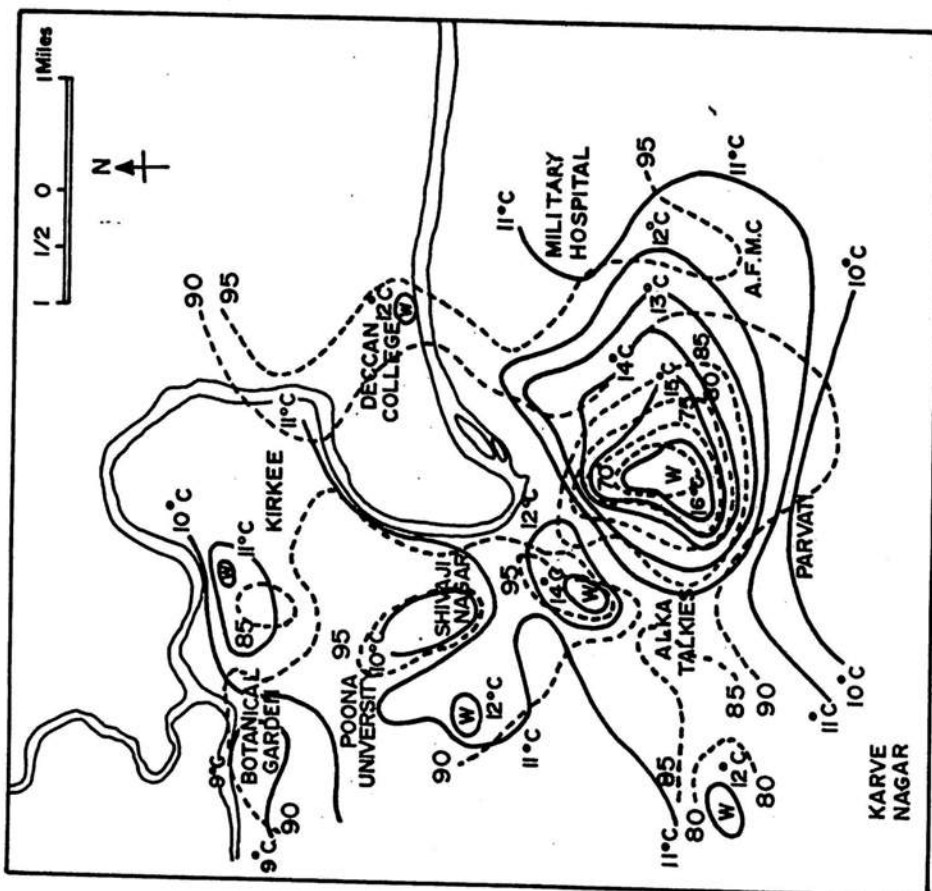 1 1/2 0 1 Miles
N
10°C
90
95
9°C
85
W
11°C
BOTANICAL
GARDEN
KIRKEE
11°C
9°C
90
95
POONA
UNIVERSITY
10°C
DECCAN
COLLEGE
12°C
W
SHIVAJI
NAGAR
90
W
12°C
11°C
12°C
95
14°C
W
11°C
MILITARY
HOSPITAL
70
14°C
95
12°C
13°C
ALKA
TALKIES
W
16°C
15°C
75
80
85
11°C
85
80
W
12°C
80
85
90
A.F.M.C
11°C
PARVATI
11°C
10°C
10°C
KARVE
NAGAR